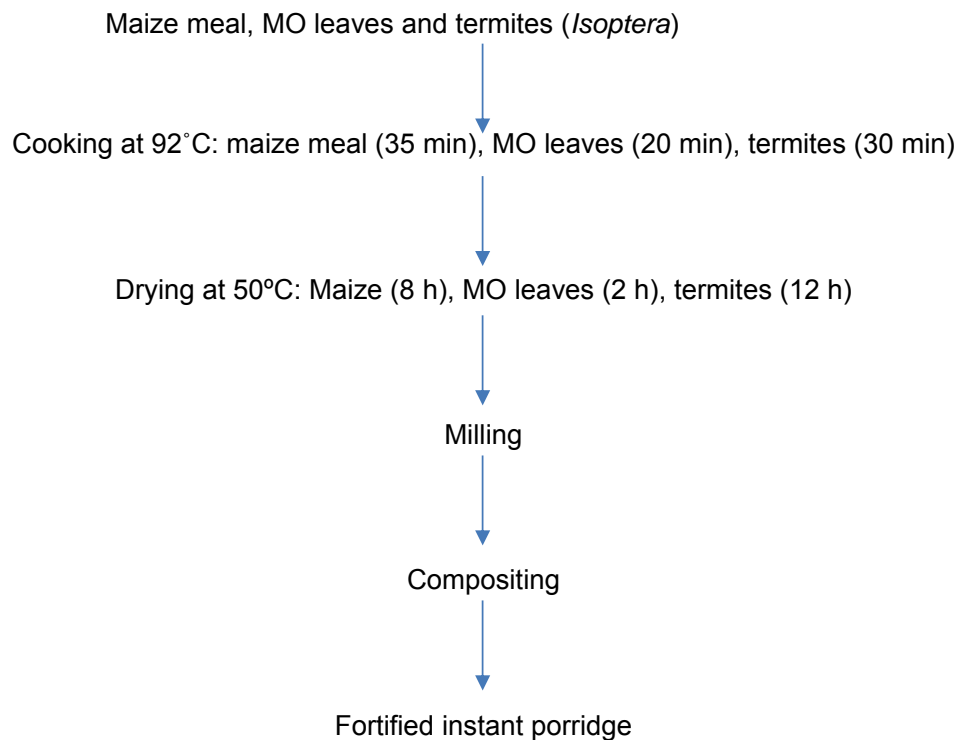 Maize meal, MO leaves and termites (Isoptera)
Cooking at 92˚C: maize meal (35 min), MO leaves (20 min), termites (30 min)
Drying at 50ºC: Maize (8 h), MO leaves (2 h), termites (12 h)
Milling
Compositing
Fortified instant porridge